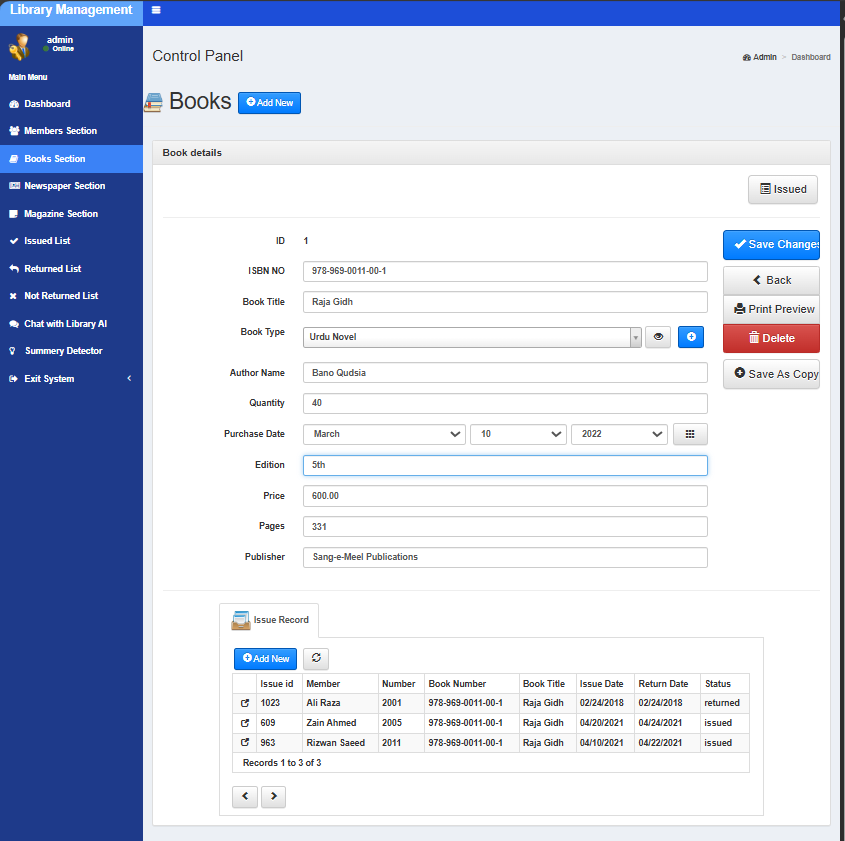 Library Management
admin
Online
Main Menu
Dashboard
Members Section
Books Section
Newspaper Section
Magazine Section
Issued List
Returned List
Not Returned List
Chat with Library AI
Summery Detector
Exit System
Control Panel
Admin > Dashboard
Books Add New
Book details
Issued
ID 1
ISBN NO 978-969-0011-00-1
Book Title Raja Gidh
Book Type Urdu Novel
Author Name Bano Qudsia
Quantity 40
Purchase Date March 10 2022
Edition 5th
Price 600.00
Pages 331
Publisher Sang-e-Meel Publications
Save Changes
Back
Print Preview
Delete
Save As Copy
Issue Record
Add New
Issue id Member Number Book Number Book Title Issue Date Return Date Status
1023 Ali Raza 2001 978-969-0011-00-1 Raja Gidh 02/24/2018 02/24/2018 returned
609 Zain Ahmed 2005 978-969-0011-00-1 Raja Gidh 04/20/2021 04/24/2021 issued
963 Rizwan Saeed 2011 978-969-0011-00-1 Raja Gidh 04/10/2021 04/22/2021 issued
Records 1 to 3 of 3